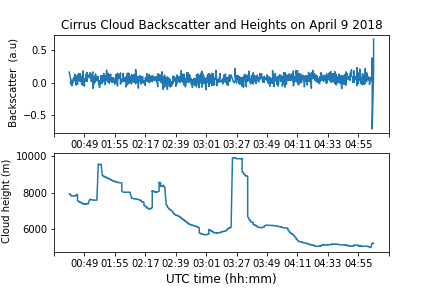 Cirrus Cloud Backscatter and Heights on April 9 2018
Backscatter (a.u)
0.5
0.0
−0.5
00:49 01:55 02:17 02:39 03:01 03:27 03:49 04:11 04:33 04:55
Cloud height (m)
10000
8000
6000
00:49 01:55 02:17 02:39 03:01 03:27 03:49 04:11 04:33 04:55
UTC time (hh:mm)